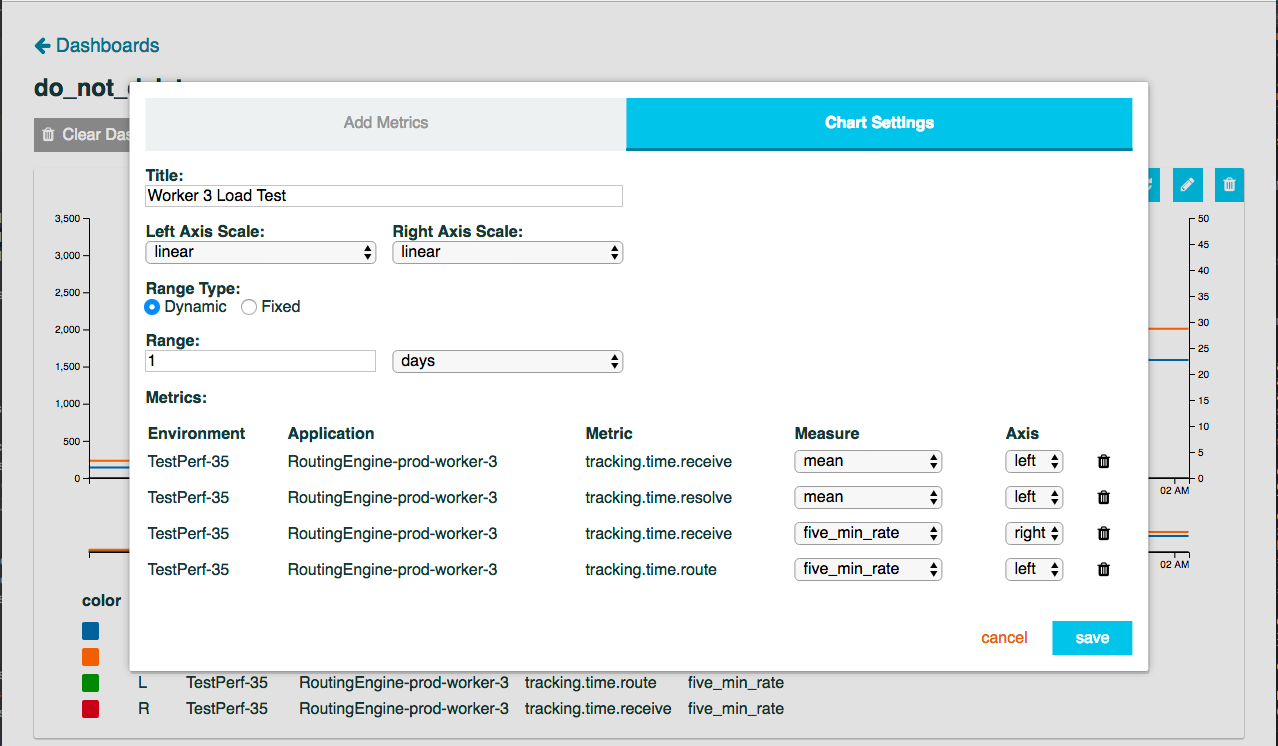 Dashboards
do_not_
Add Metrics
Chart Settings
Clear Das
Title:
Worker 3 Load Test
Left Axis Scale: Right Axis Scale:
linear linear
Range Type:
Dynamic Fixed
Range:
1 days
Metrics:
Environment Application Metric Measure Axis
TestPerf-35 RoutingEngine-prod-worker-3 tracking.time.receive mean left
TestPerf-35 RoutingEngine-prod-worker-3 tracking.time.resolve mean left
TestPerf-35 RoutingEngine-prod-worker-3 tracking.time.receive five_min_rate right
TestPerf-35 RoutingEngine-prod-worker-3 tracking.time.route five_min_rate left
cancel save
3,500
3,000
2,500
2,000
1,500
1,000
500
0
50
45
40
35
30
25
20
15
10
5
0
02 AM
02 AM
color
L TestPerf-35 RoutingEngine-prod-worker-3 tracking.time.route five_min_rate
R TestPerf-35 RoutingEngine-prod-worker-3 tracking.time.receive five_min_rate